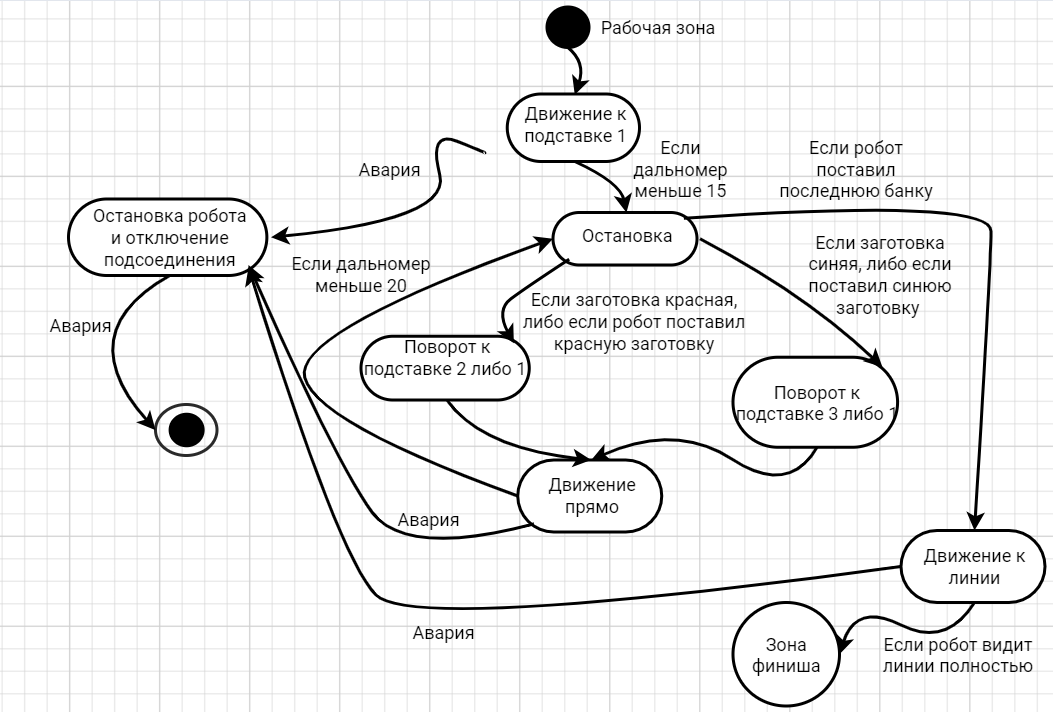 Рабочая зона
Движение к
подставке 1
Если
дальномер
меньше 15
Если робот
поставил
последнюю банку
Авария
Остановка робота
и отключение
подсоединения
Остановка
Если дальномер
меньше 20
Если заготовка
синяя, либо если
поставил синюю
заготовку
Если заготовка красная,
либо если робот поставил
красную заготовку
Авария
Поворот к
подставке 2 либо 1
Поворот к
подставке 3 либо 1
Движение
прямо
Авария
Движение к
линии
Авария
Зона
финиша
Если робот видит
линии полностью